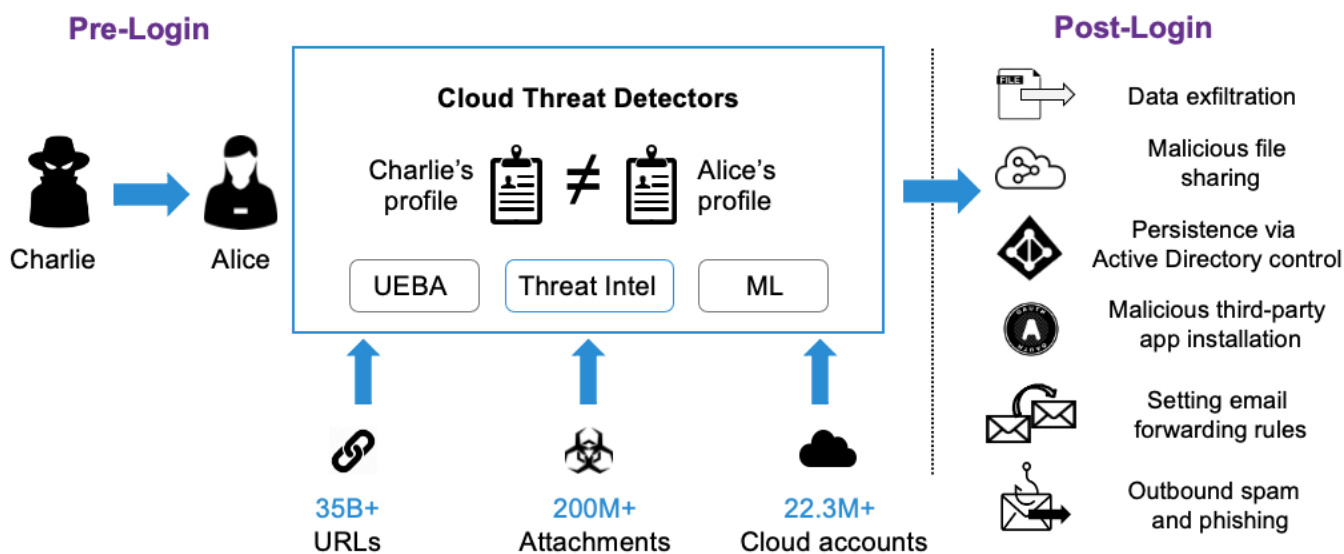 Pre-Login
Post-Login
Charlie
Alice
Cloud Threat Detectors
Charlie's
profile
≠
Alice's
profile
UEBA
Threat Intel
ML
35B+
URLs
200M+
Attachments
22.3M+
Cloud accounts
FILE
Data exfiltration
Malicious file
sharing
Persistence via
Active Directory control
OAUTH
A
OAUTH
Malicious third-party
app installation
Setting email
forwarding rules
Outbound spam
and phishing